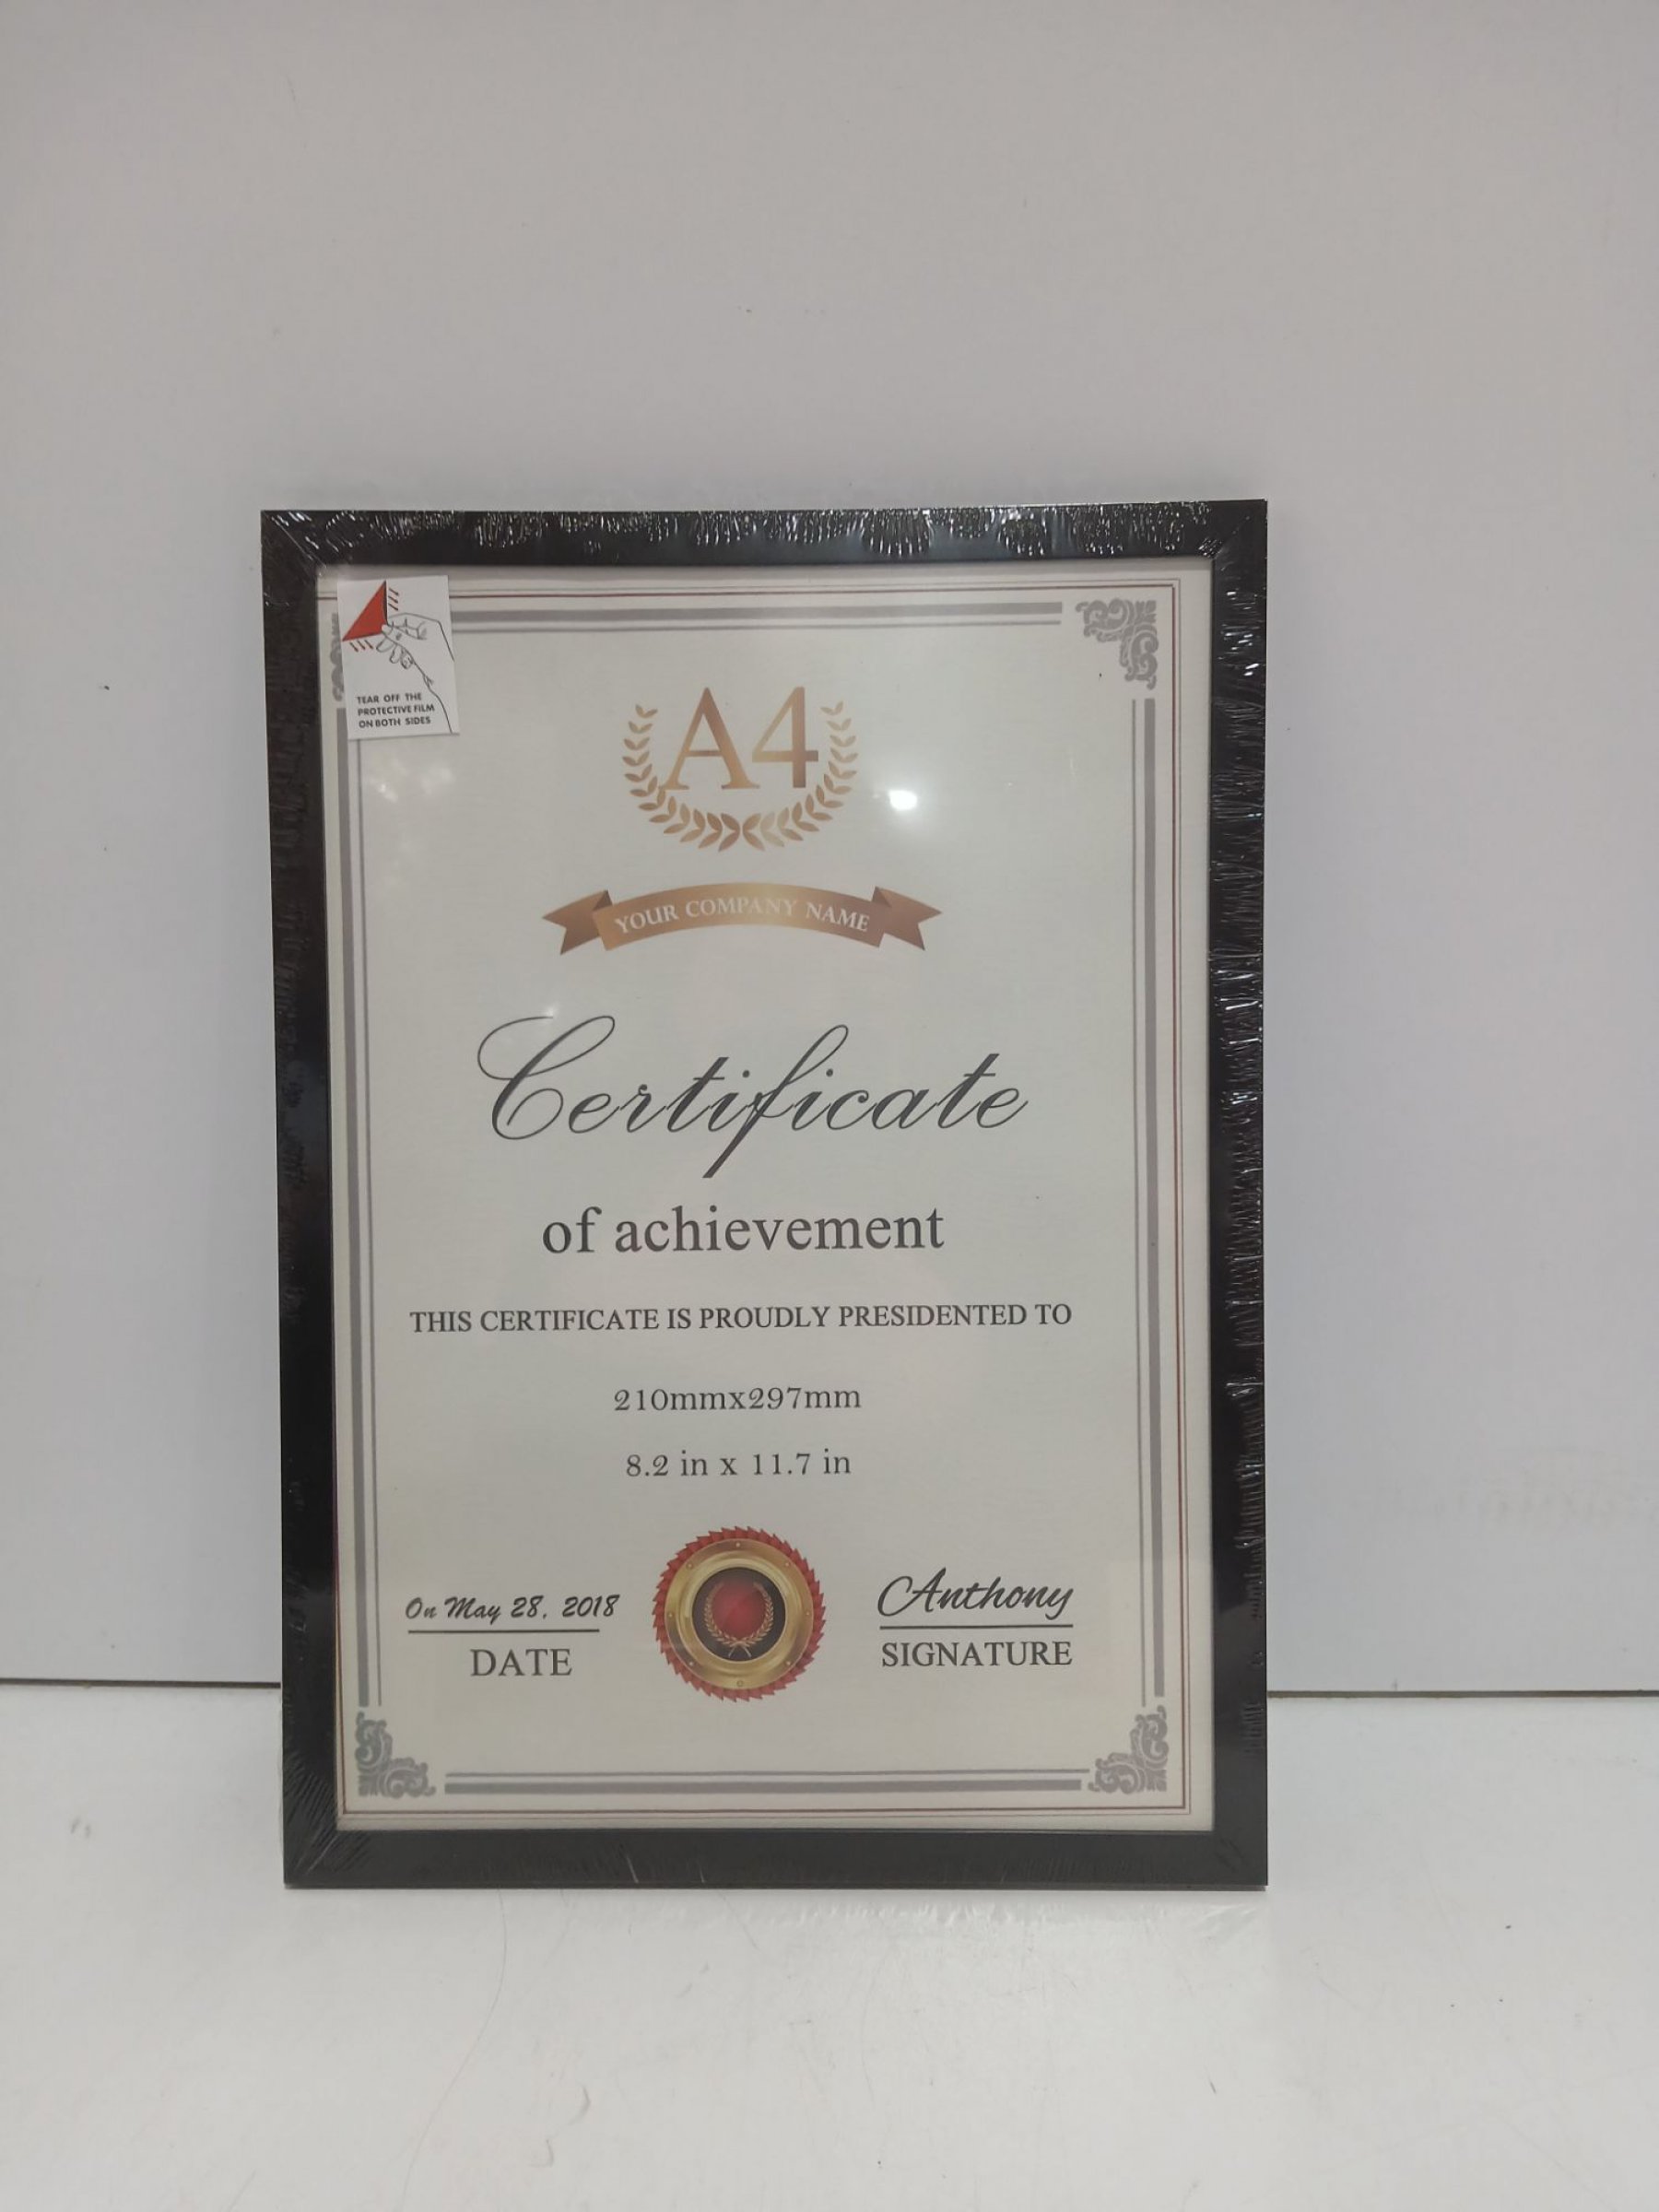 TEAR OFF THE
PROTECTIVE FILM
ON BOTH SIDES
A4
YOUR COMPANY NAME
Certificate
of achievement
THIS CERTIFICATE IS PROUDLY PRESIDENTED TO
210mmx297mm
8.2 in x 11.7 in
On May 28. 2018
DATE
Anthony
SIGNATURE